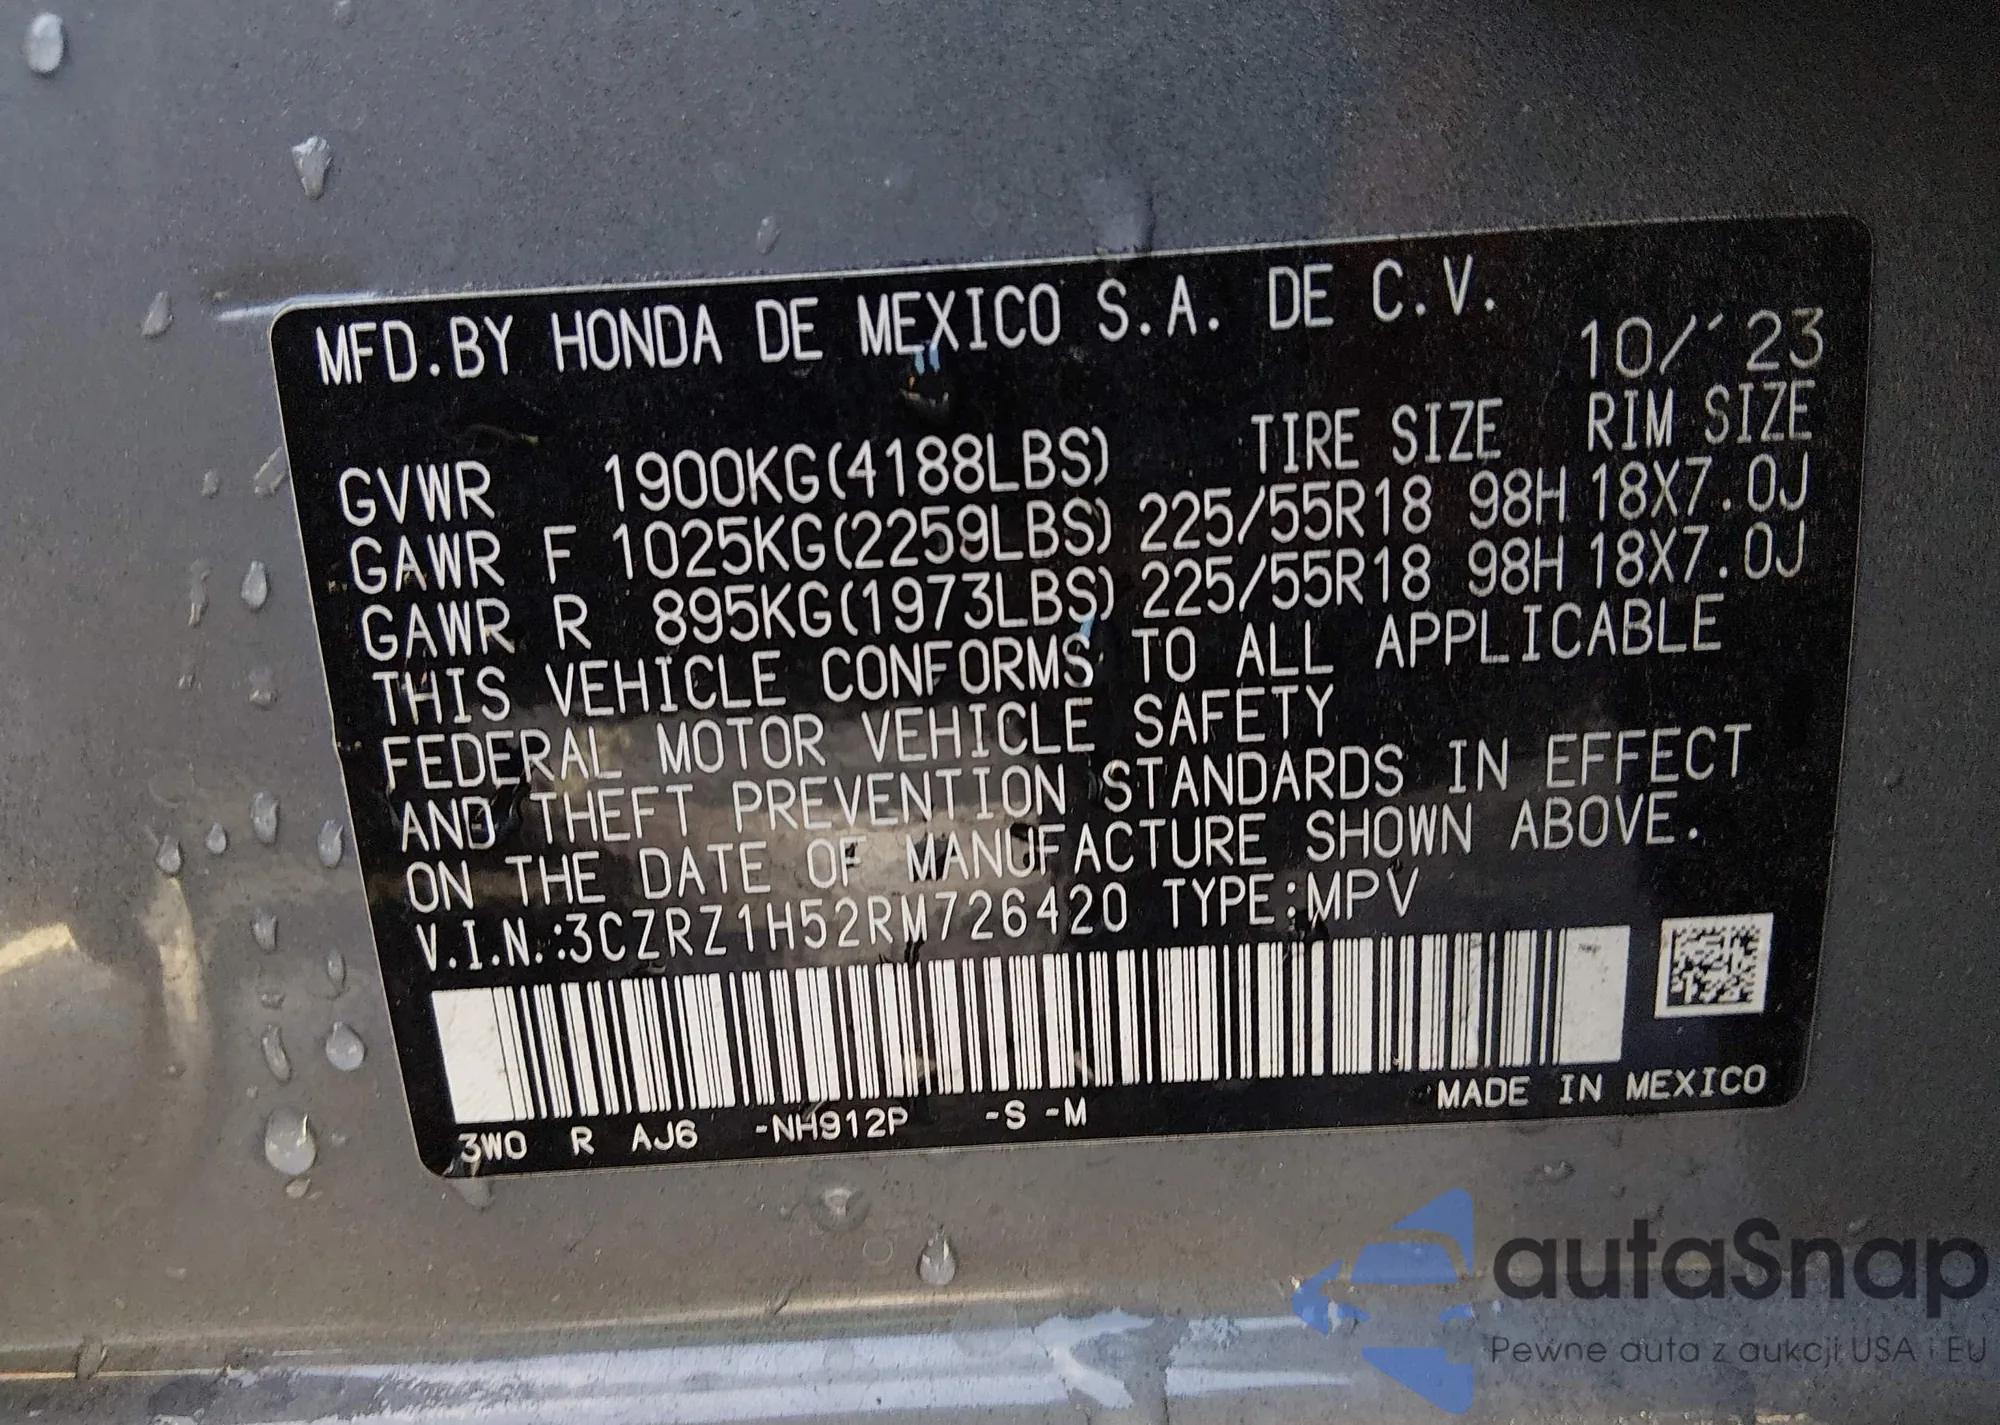 MFD.BY HONDA DE MEXICO S.A. DE C.V.
10/'23
TIRE SIZE RIM SIZE
GVWR 1900KG(4188LBS)
GAWR F 1025KG(2259LBS) 225/55R18 98H 18X7.0J
GAWR R 895KG(1973LBS) 225/55R18 98H 18X7.0J
THIS VEHICLE CONFORMS TO ALL APPLICABLE
FEDERAL MOTOR VEHICLE SAFETY
AND THEFT PREVENTION STANDARDS IN EFFECT
ON THE DATE OF MANUFACTURE SHOWN ABOVE.
V.I.N.:3CZRZ1H52RM726420 TYPE:MPV
3W0 R AJ6 -NH912P -S -M
MADE IN MEXICO
autaSnap
Pewne auta z aukcji USA i EU